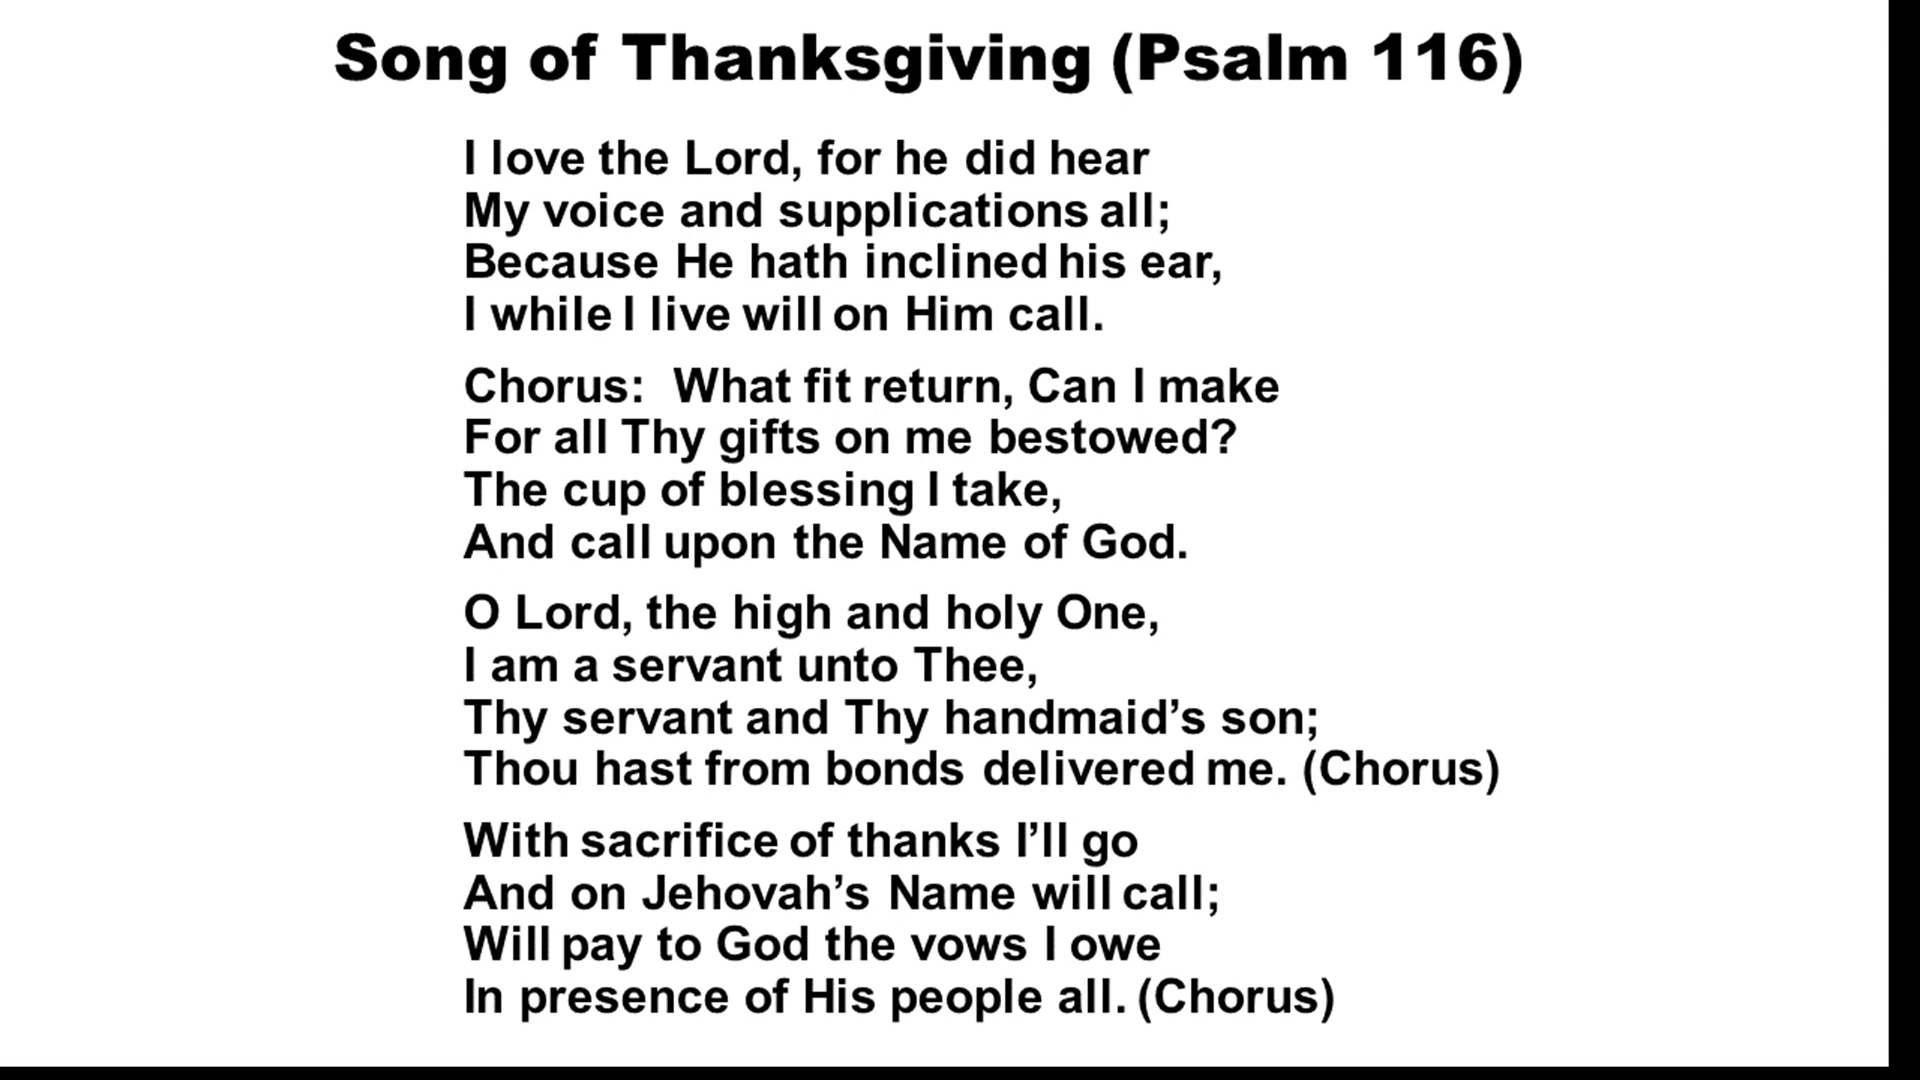 Song of Thanksgiving (Psalm 116)
I love the Lord, for he did hear
My voice and supplications all;
Because He hath inclined his ear,
I while I live will on Him call.
Chorus:  What fit return, Can I make
For all Thy gifts on me bestowed?
The cup of blessing I take,
And call upon the Name of God.
O Lord, the high and holy One,
I am a servant unto Thee,
Thy servant and Thy handmaid’s son;
Thou hast from bonds delivered me. (Chorus)
With sacrifice of thanks I’ll go
And on Jehovah’s Name will call;
Will pay to God the vows I owe
In presence of His people all. (Chorus)